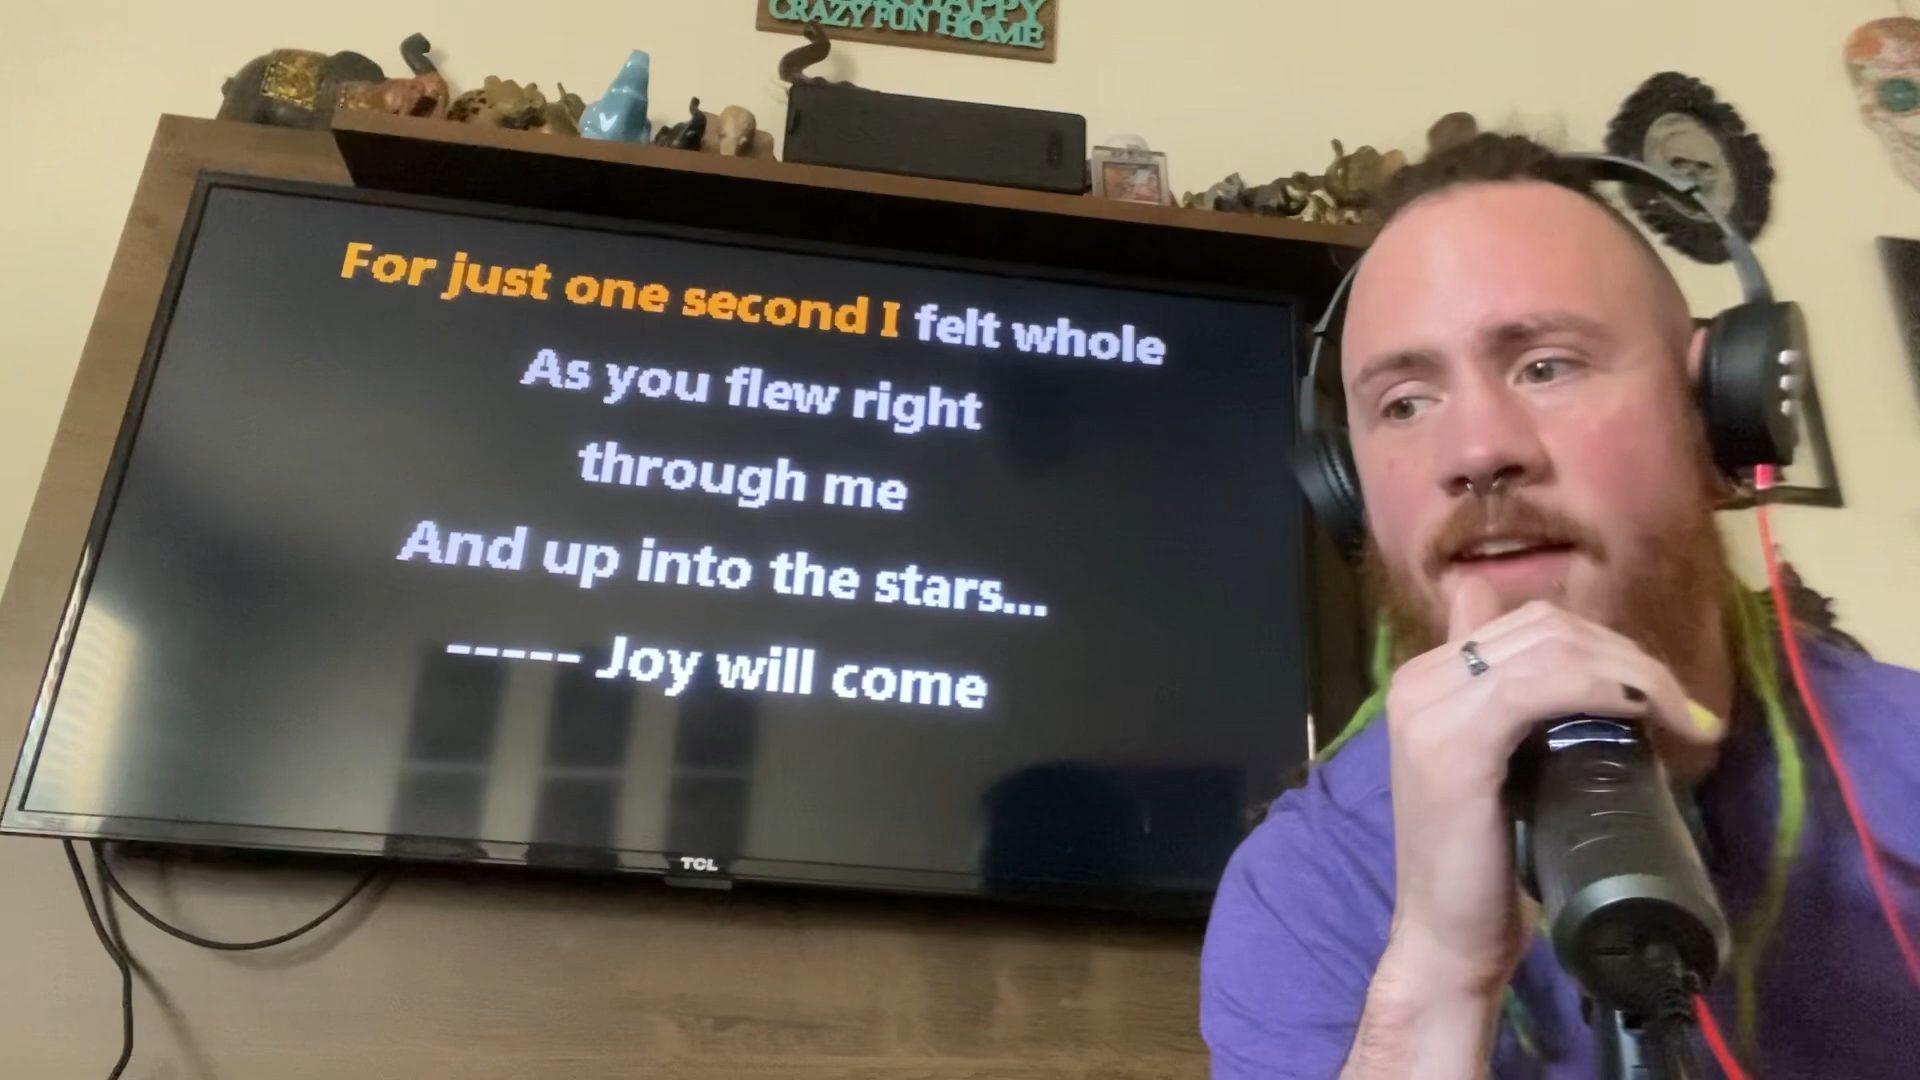 HAPPY
CRAZY FUN HOME
For just one second I felt whole
As you flew right
through me
And up into the stars...
----- Joy will come
TCL